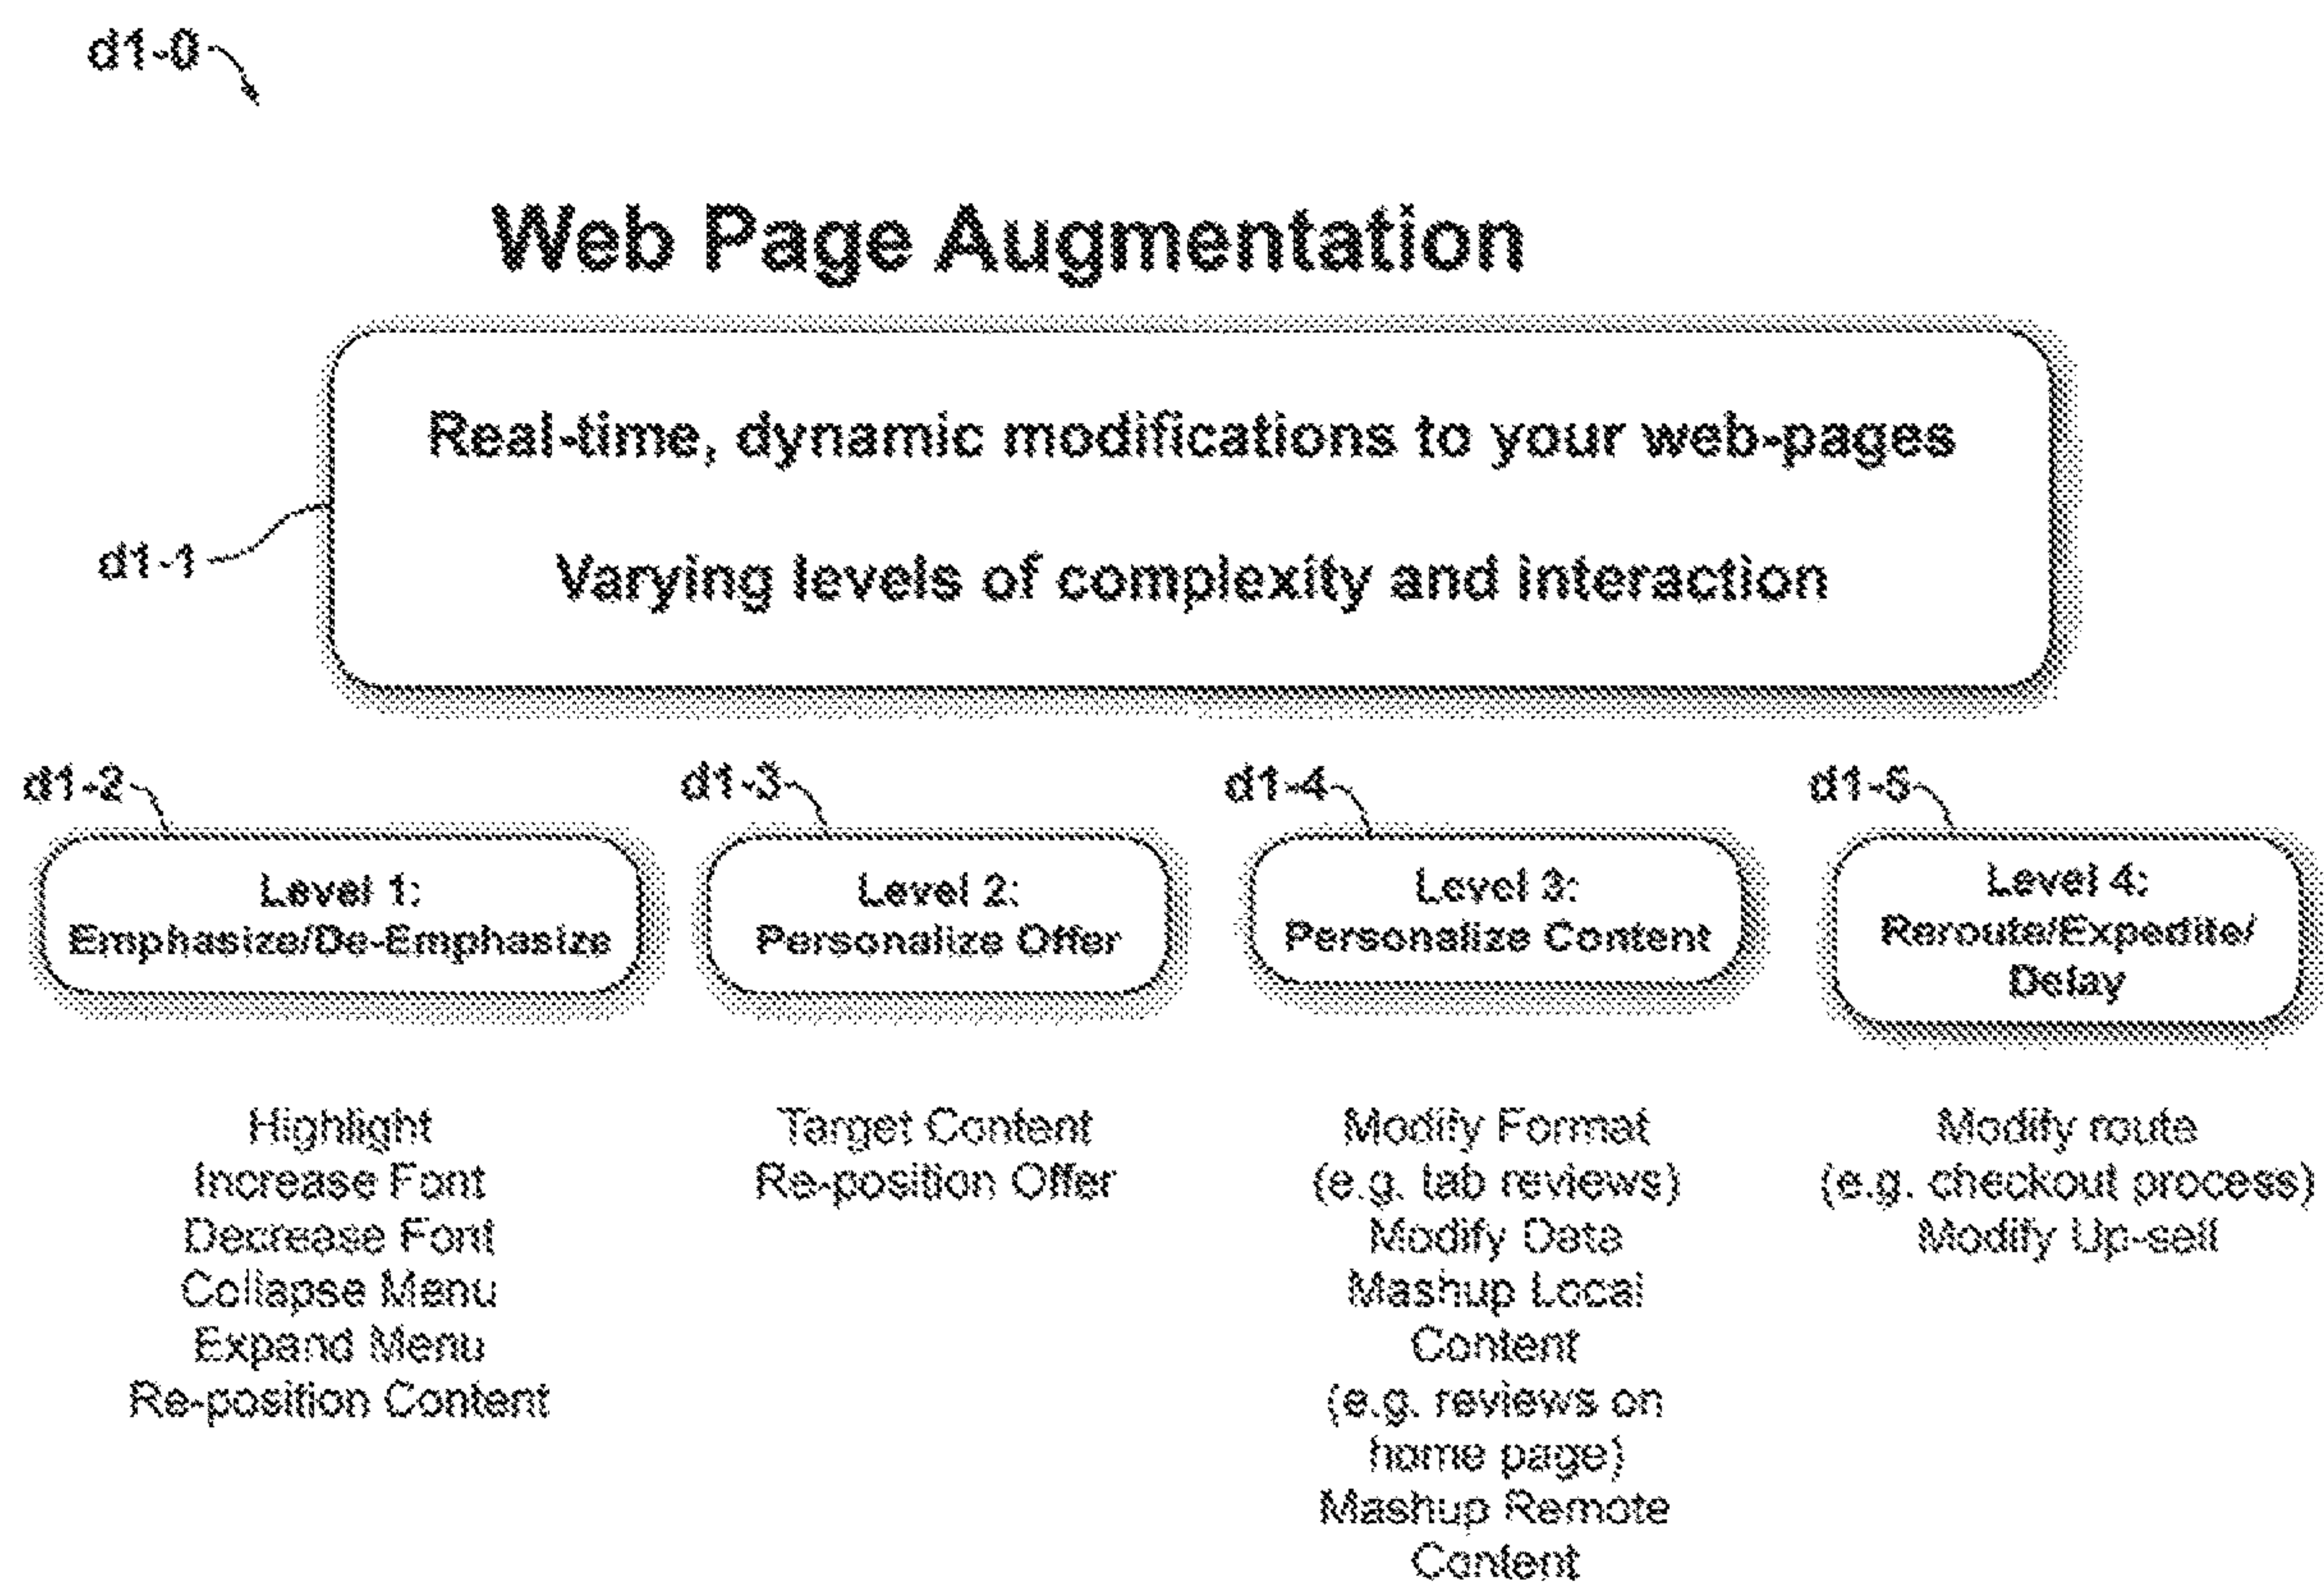 d1-0
Web Page Augmentation
Real-time, dynamic modifications to your web-pages
Varying levels of complexity and interaction
d1-1
d1-2
d1-3
d1-4
d1-5
Level 1:
Emphasize/De-Emphasize
Level 2:
Personalize Offer
Level 3:
Personalize Content
Level 4:
Reroute/Expedite/
Delay
Highlight
Increase Font
Decrease Font
Collapse Menu
Expand Menu
Re-position Content
Target Content
Re-position Offer
Modify Format
(e.g. tab reviews)
Modify Data
Mashup Local
Content
(e.g. reviews on
home page)
Mashup Remote
Content
Modify route
(e.g. checkout process)
Modify Up-sell